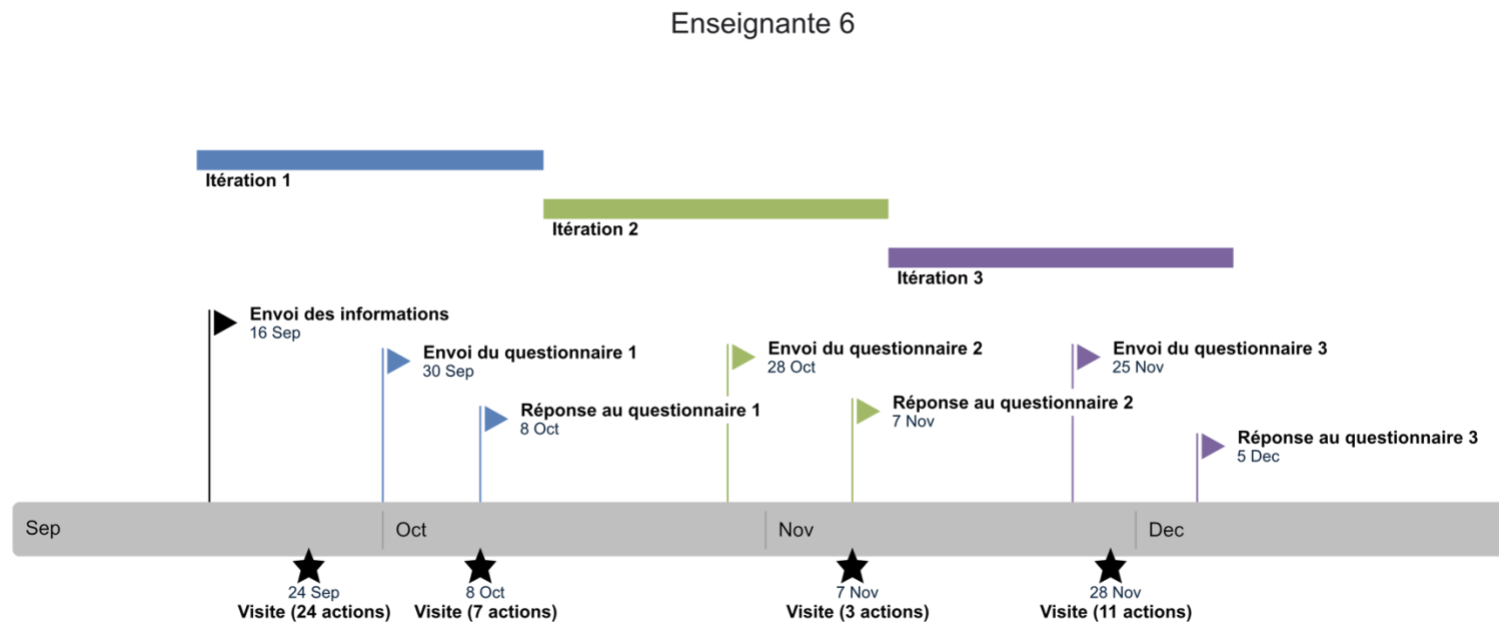 Enseignante 6
Itération 1
Itération 2
Itération 3
Envoi des informations
16 Sep
Envoi du questionnaire 1
30 Sep
Réponse au questionnaire 1
8 Oct
Envoi du questionnaire 2
28 Oct
Réponse au questionnaire 2
7 Nov
Envoi du questionnaire 3
25 Nov
Réponse au questionnaire 3
5 Dec
Sep
Oct
Nov
Dec
24 Sep
Visite (24 actions)
8 Oct
Visite (7 actions)
7 Nov
Visite (3 actions)
28 Nov
Visite (11 actions)